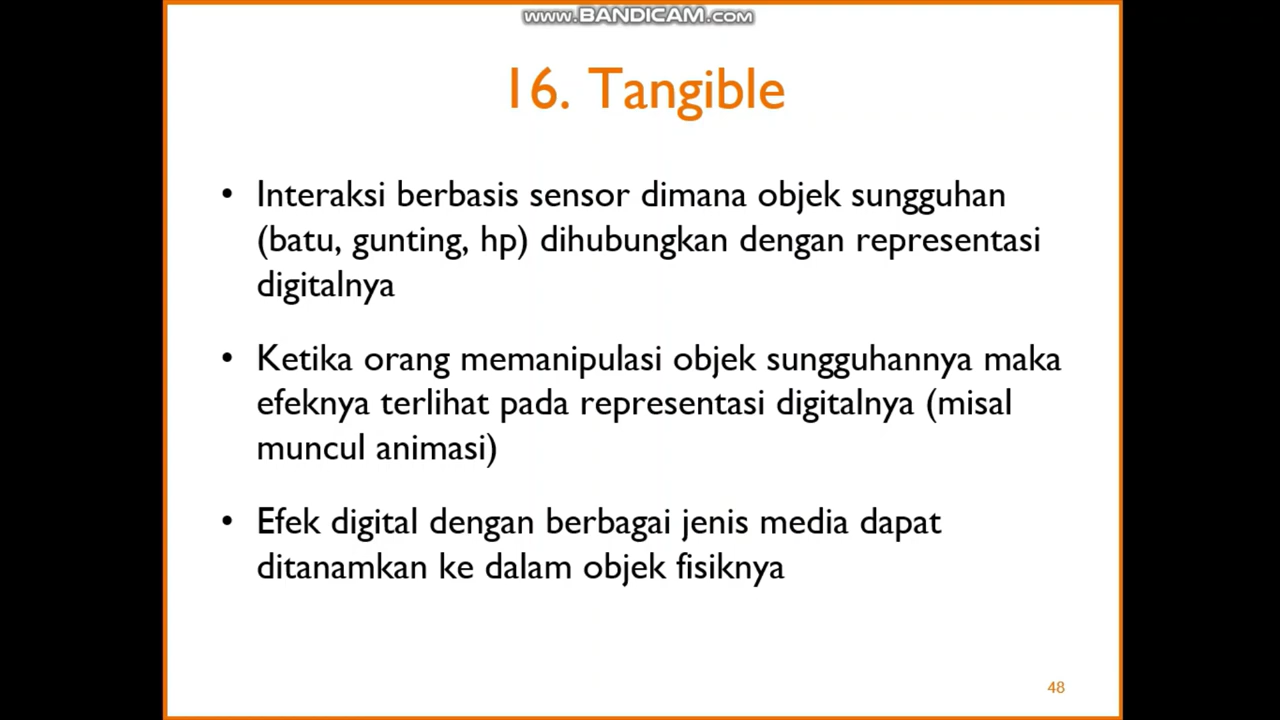 www.BANDICAM.com
16. Tangible
• Interaksi berbasis sensor dimana objek sungguhan
(batu, gunting, hp) dihubungkan dengan representasi
digitalnya
• Ketika orang memanipulasi objek sungguhannya maka
efeknya terlihat pada representasi digitalnya (misal
muncul animasi)
• Efek digital dengan berbagai jenis media dapat
ditanamkan ke dalam objek fisiknya
48